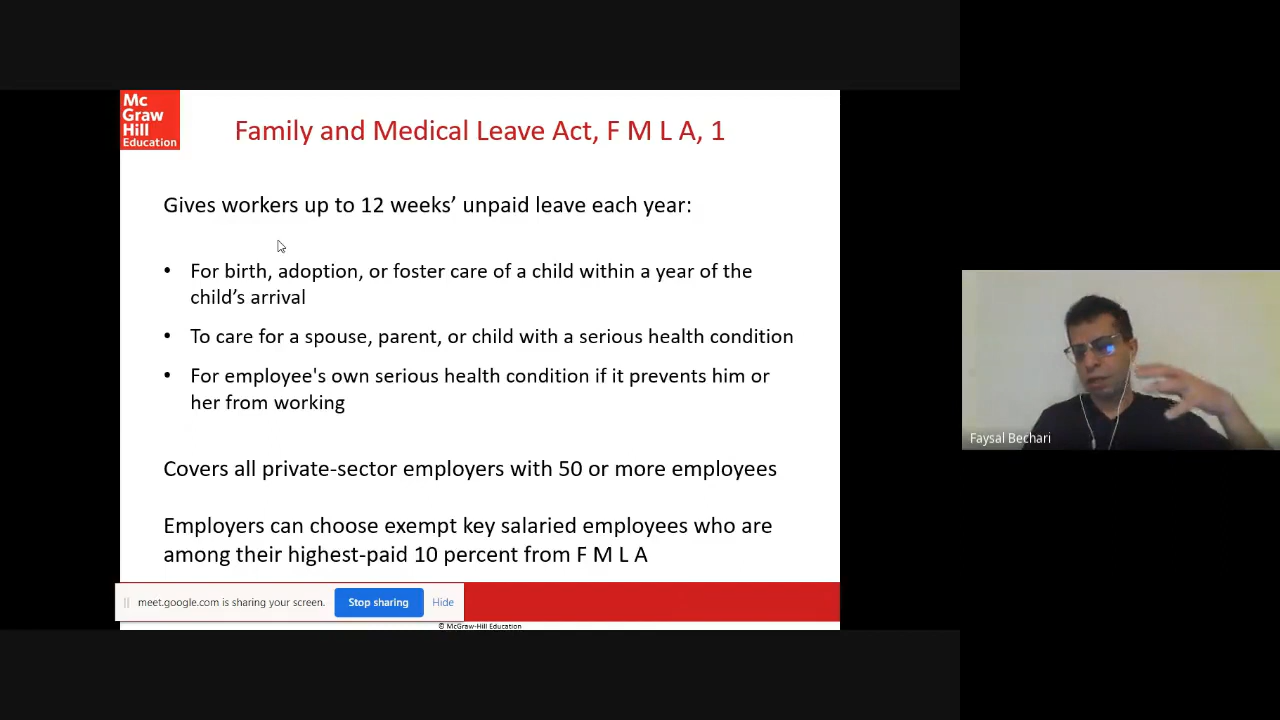 Mc
Graw
Hill
Education
Family and Medical Leave Act, F M L A, 1
Gives workers up to 12 weeks’ unpaid leave each year:
• For birth, adoption, or foster care of a child within a year of the
child’s arrival
• To care for a spouse, parent, or child with a serious health condition
• For employee's own serious health condition if it prevents him or
her from working
Covers all private-sector employers with 50 or more employees
Employers can choose exempt key salaried employees who are
among their highest-paid 10 percent from F M L A
meet.google.com is sharing your screen. Stop sharing Hide
© McGraw-Hill Education
Faysal Bechari